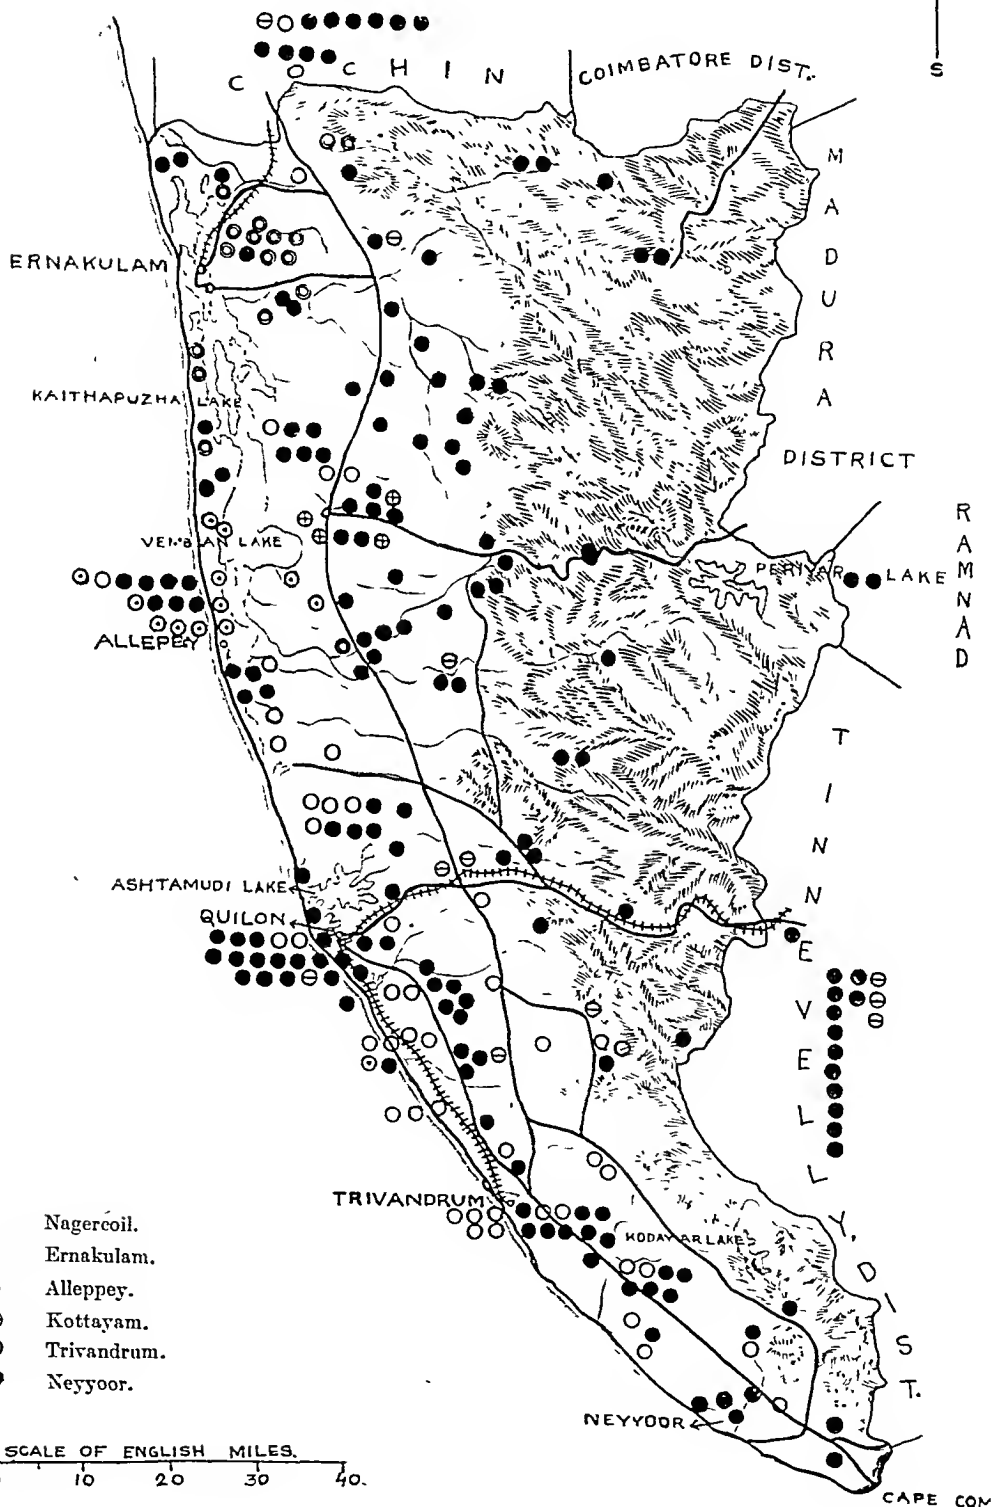 COCHIN
COIMBATORE DIST.
S
MADURA
DISTRICT
ERNAKULAM
KAITHAPUZHA LAKE
VEMBAN LAKE
PERIYAR LAKE
RAMNAD
ALLEPEY
TINNEVELLY, DIST.
ASHTAMUDI LAKE
QUILON
TRIVANDRUM
KODAYAR LAKE
Nagercoil.
Ernakulam.
Alleppey.
Kottayam.
Trivandrum.
Neyyoor.
NEYYOOR
SCALE OF ENGLISH MILES.
10 20 30 40.
CAPE COM